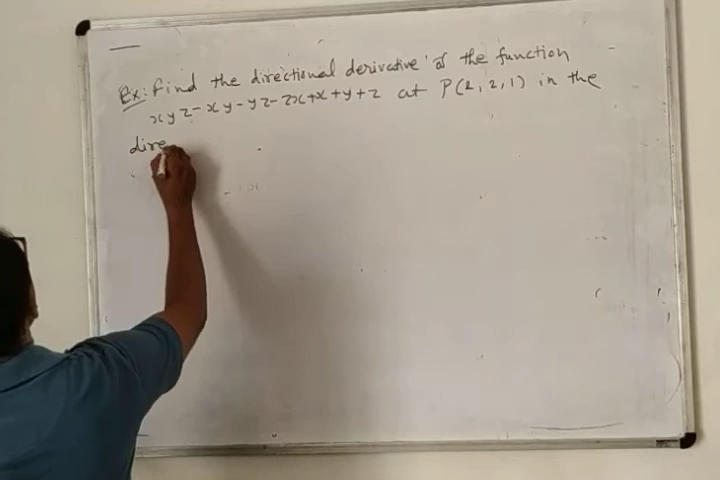 Ex: Find the directional derivative of the function
xyz-xy-yz-zx+x+y+z at P(2,2,1) in the
dire